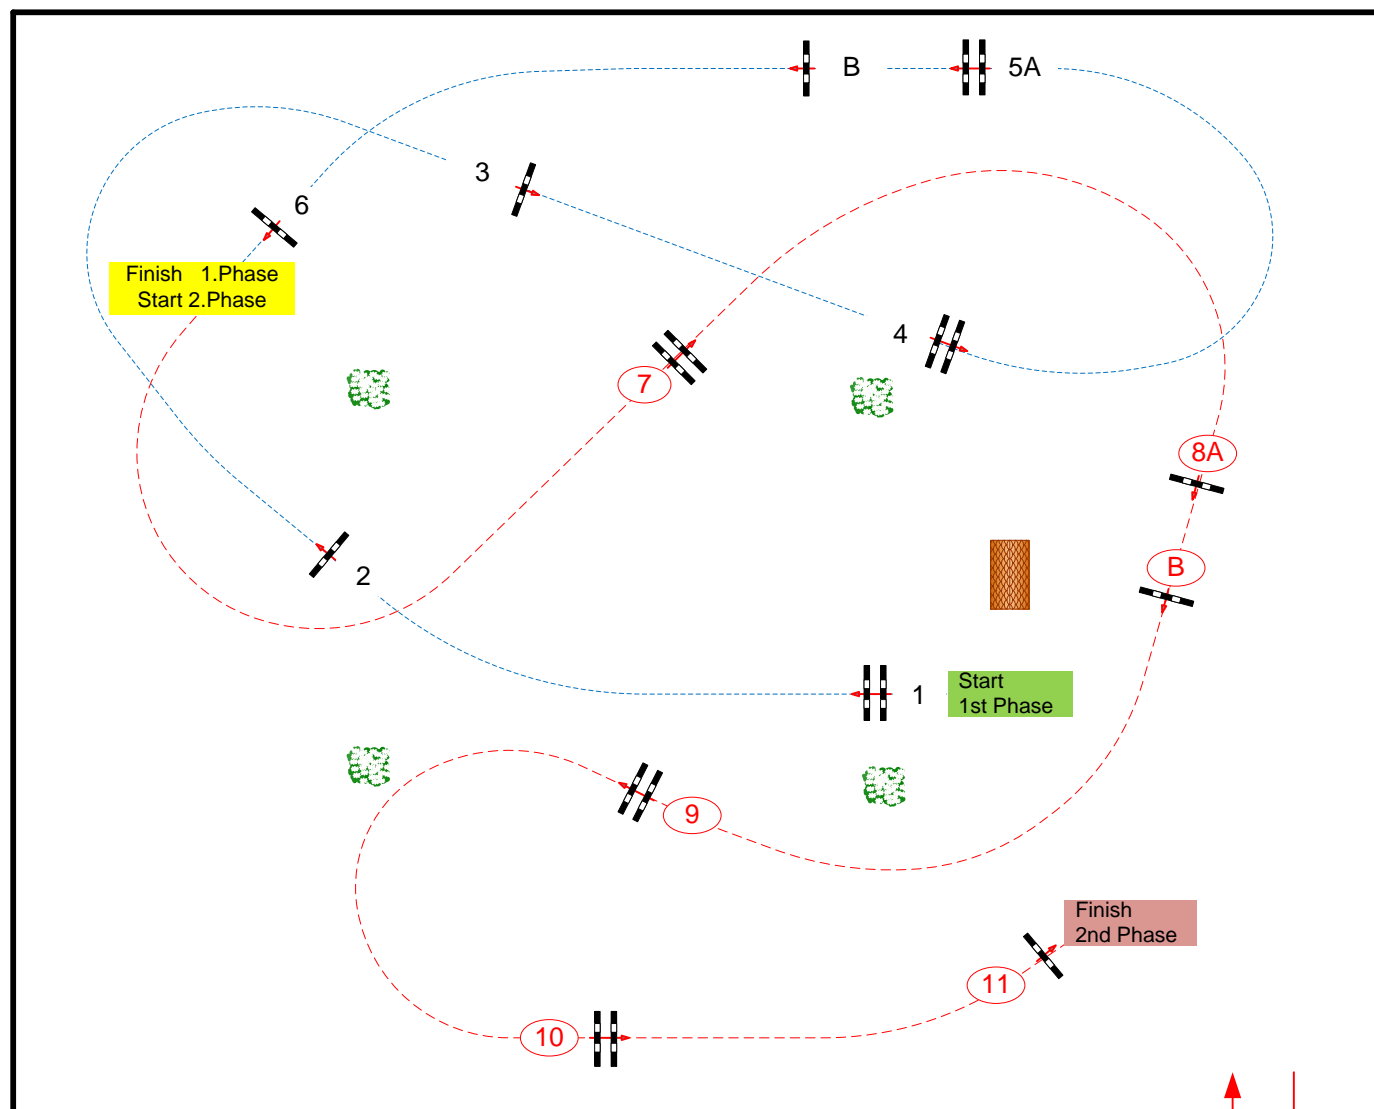 B
5A
3
6
Finish 1.Phase
Start 2.Phase
4
7
8A
B
2
1
Start
1st Phase
9
Finish
2nd Phase
11
10